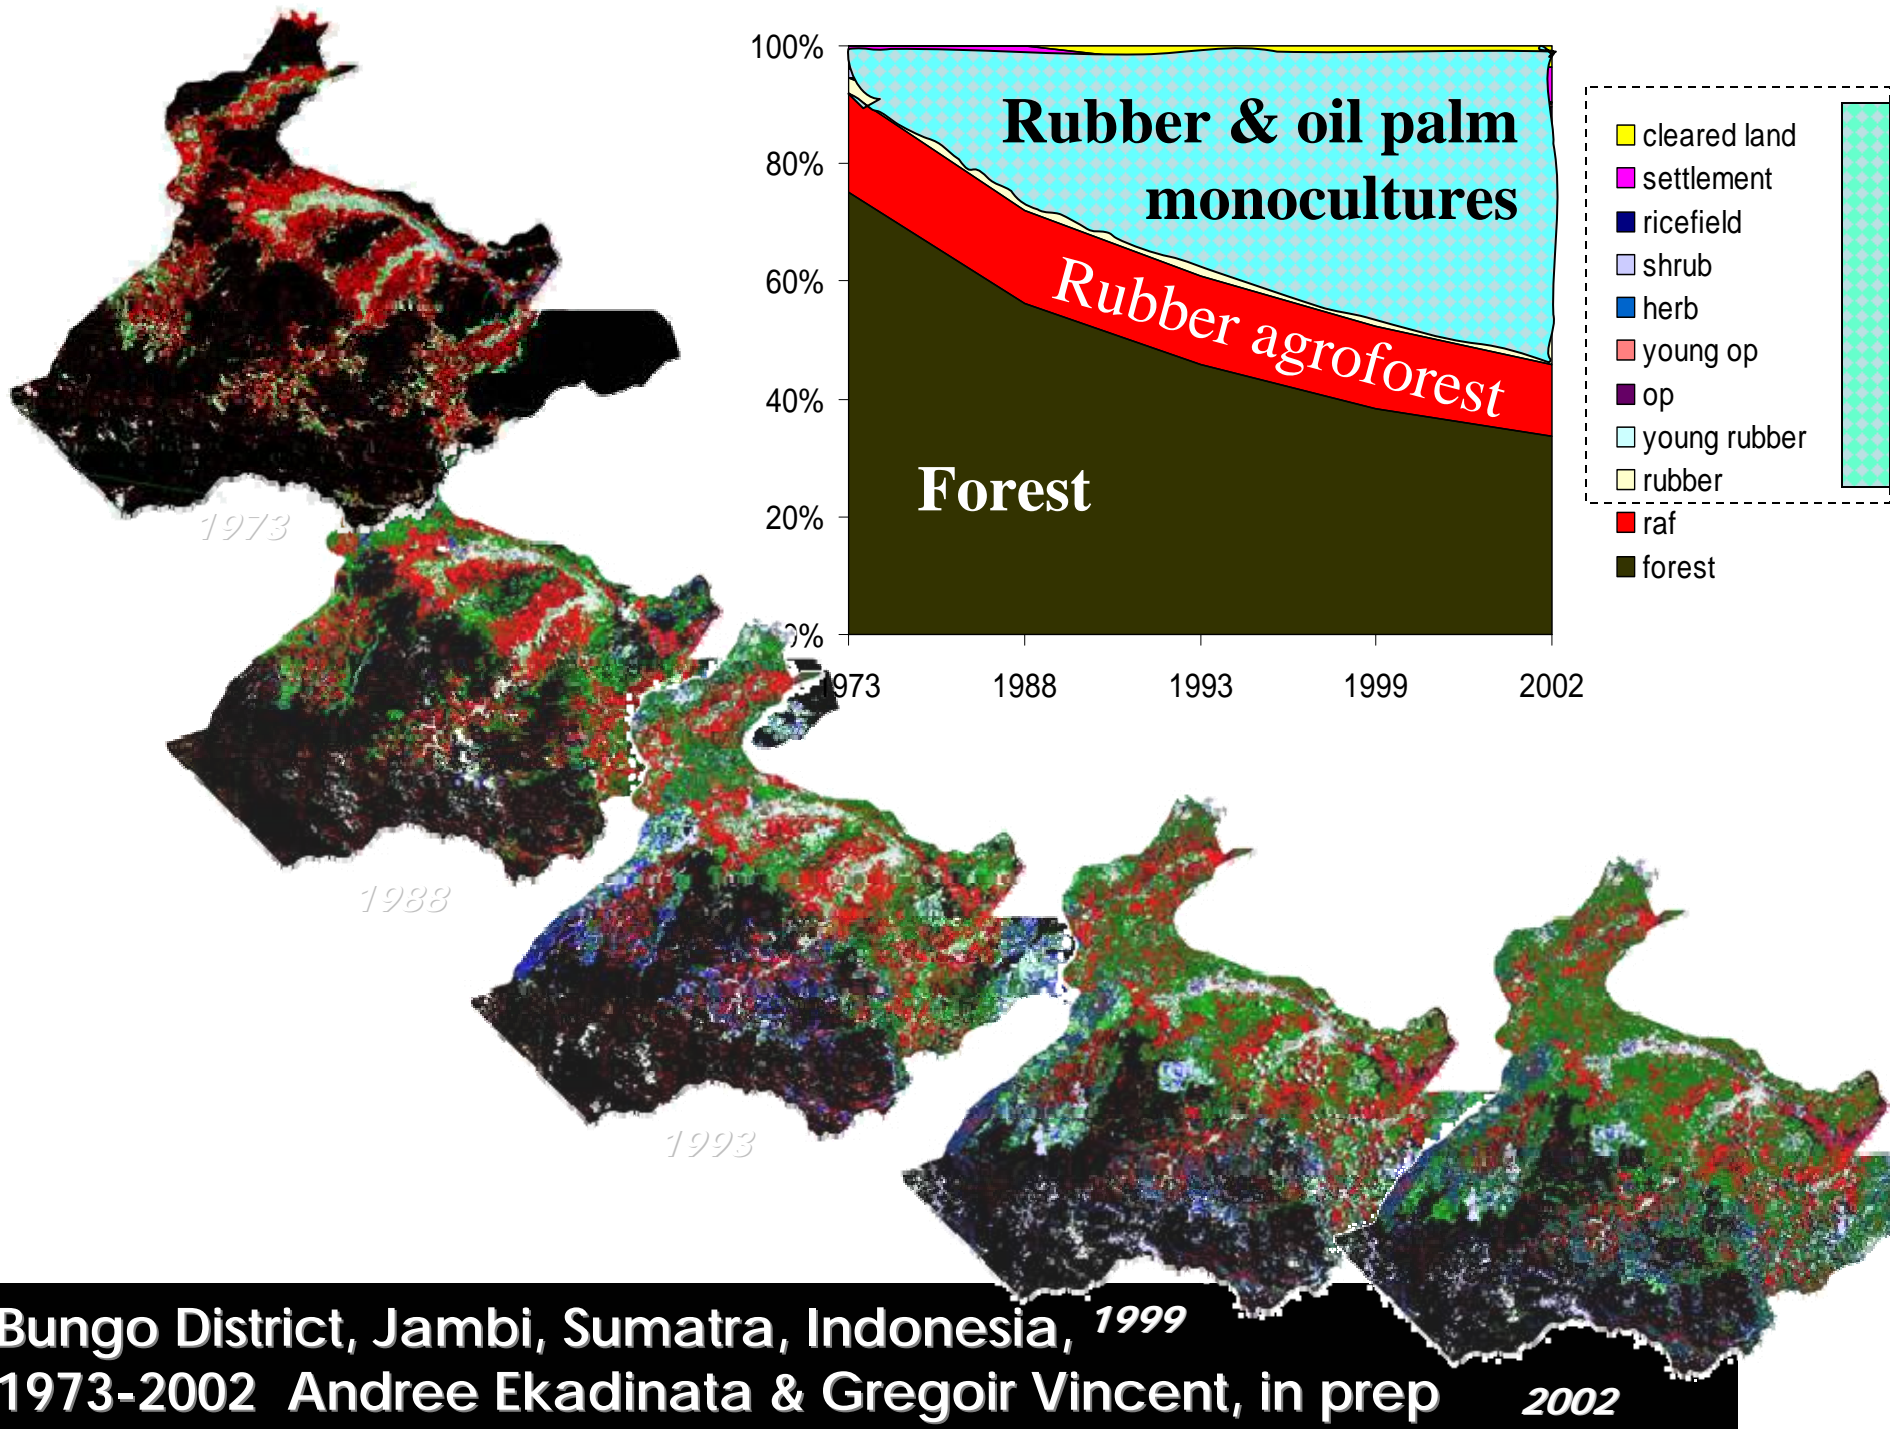 100%
80%
60%
40%
20%
0%
1973
1988
1993
1999
2002
Rubber & oil palm
monocultures
Rubber agroforest
Forest
cleared land
settlement
ricefield
shrub
herb
young op
op
young rubber
rubber
raf
forest
1973
1988
1993
1999
2002
Bungo District, Jambi, Sumatra, Indonesia,
1973-2002 Andree Ekadinata & Gregoir Vincent, in prep